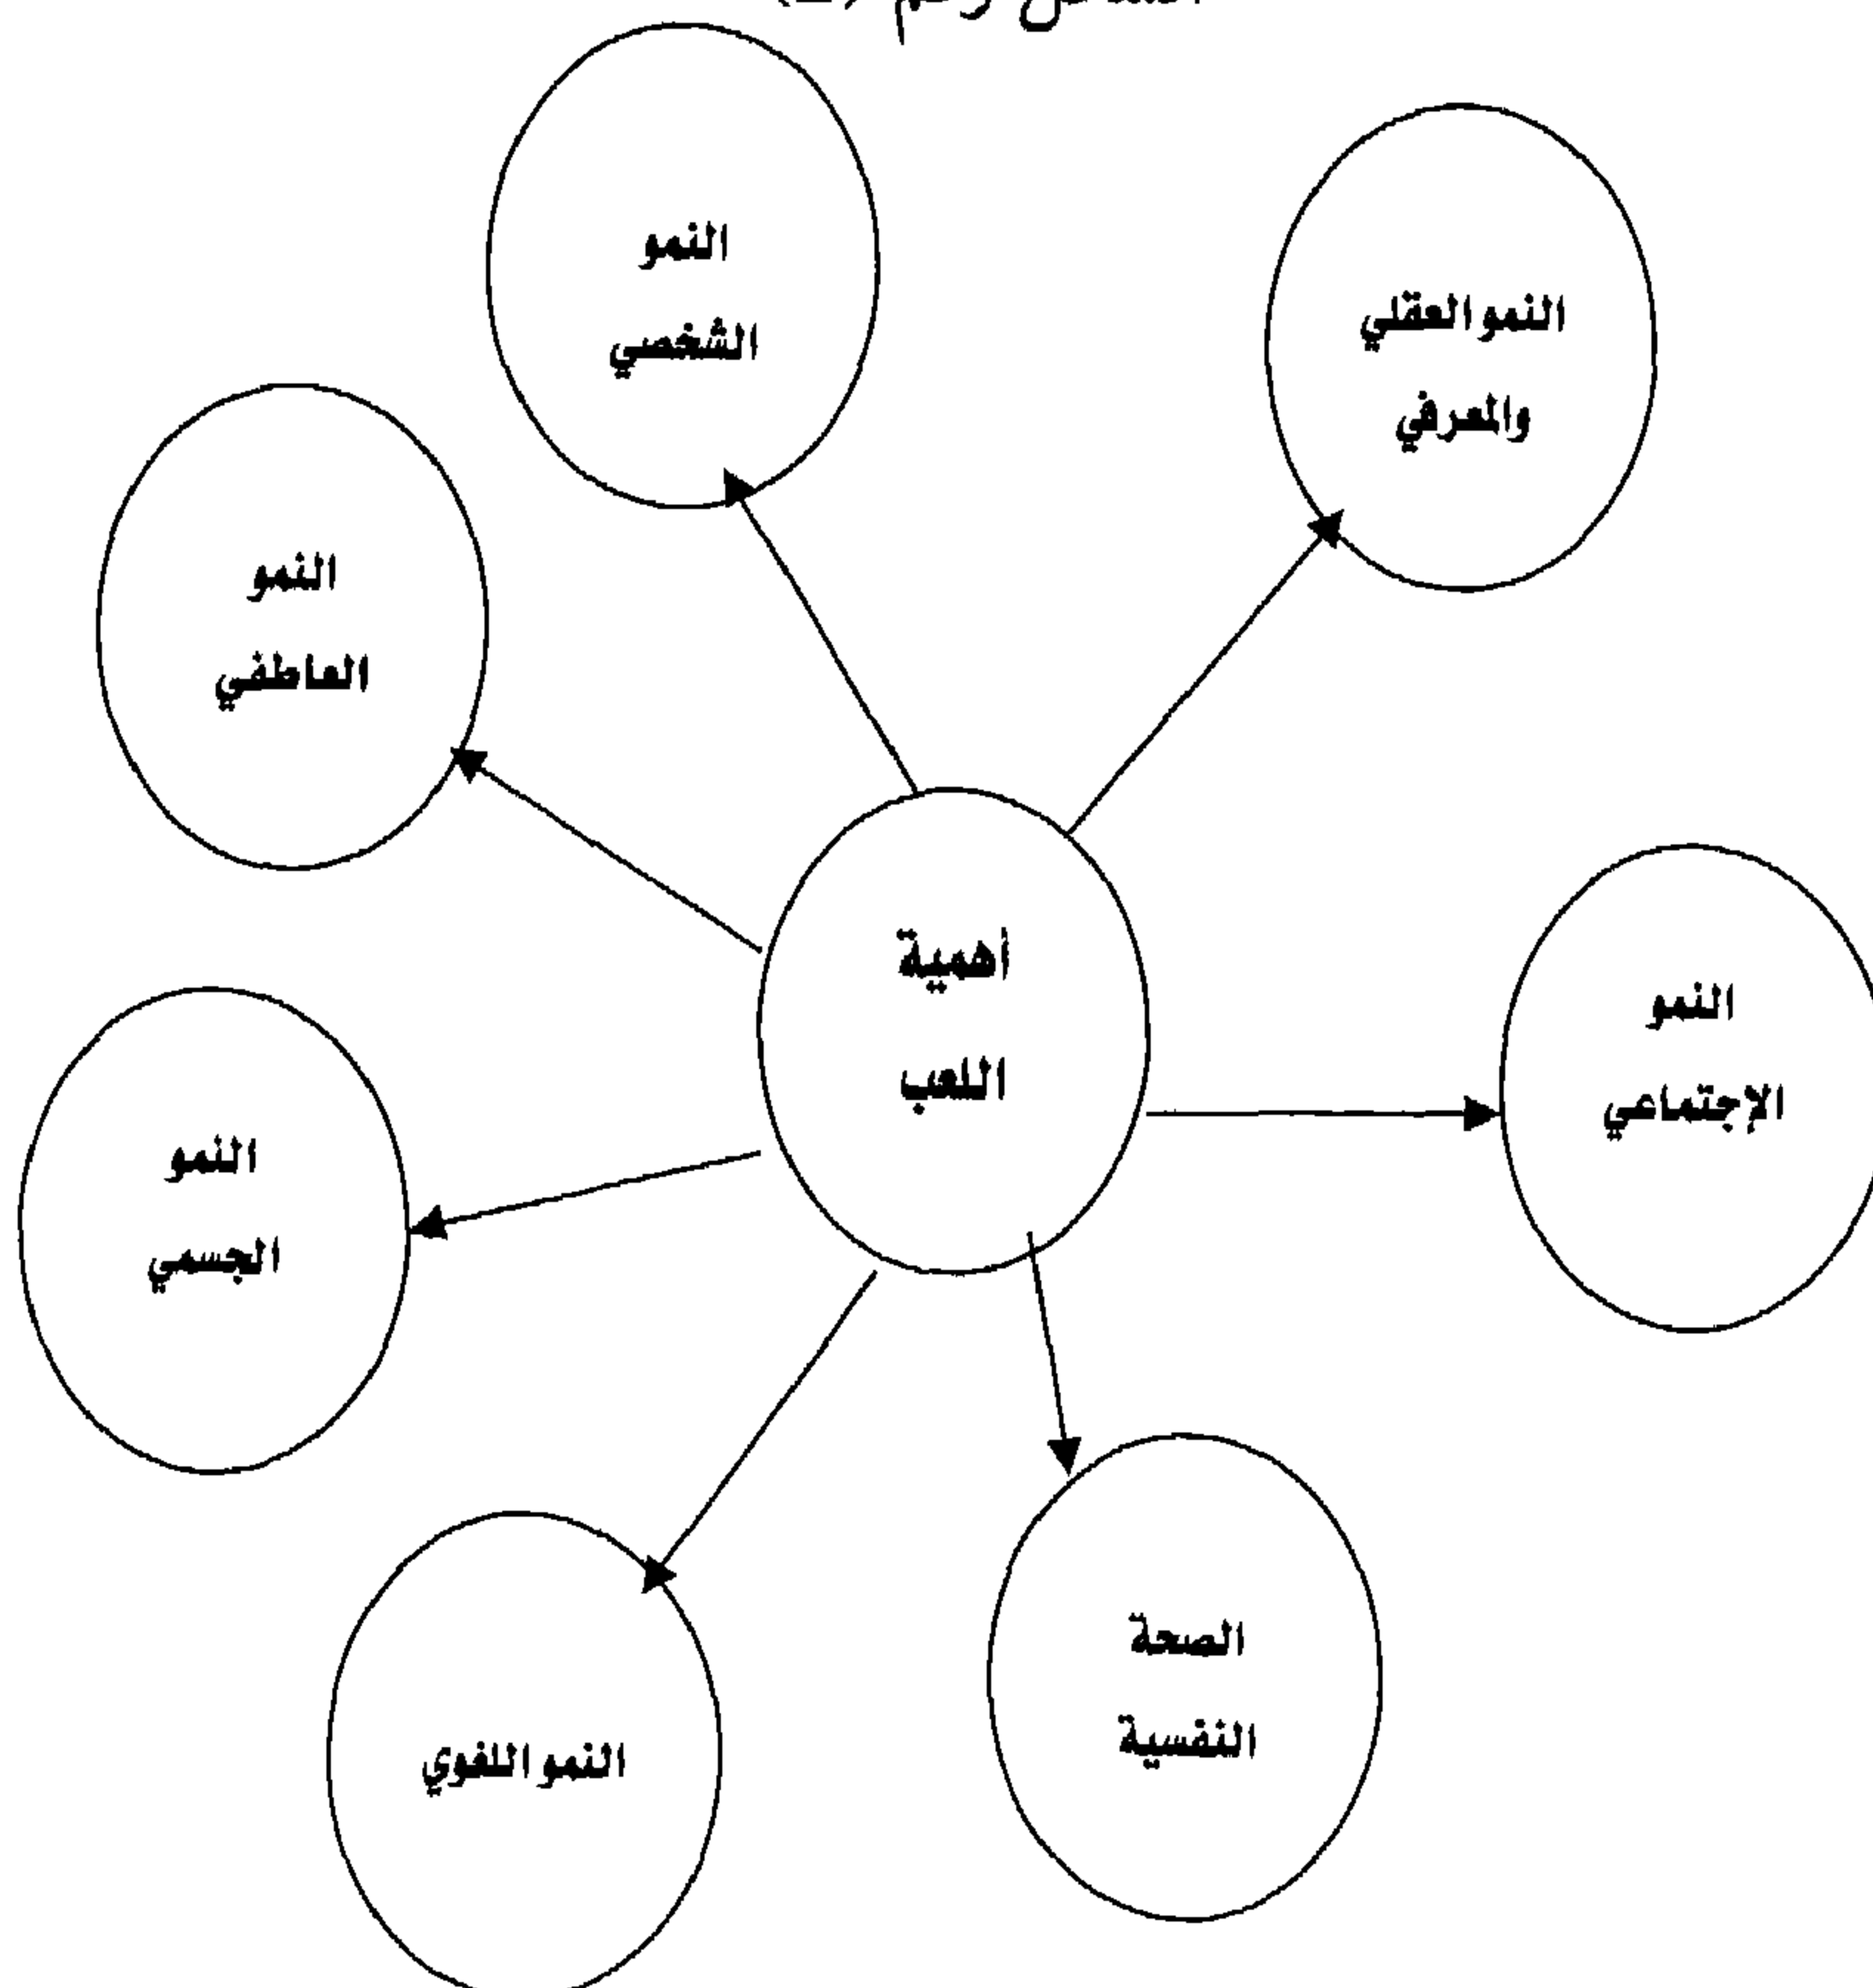 النمو
الشخصي
النمو العقلي
والمعرفي
النمو
العاطفي
أهمية
اللعب
النمو
الإجتماعي
النمو
الجسمي
الصحة
النفسية
النمو اللغوي